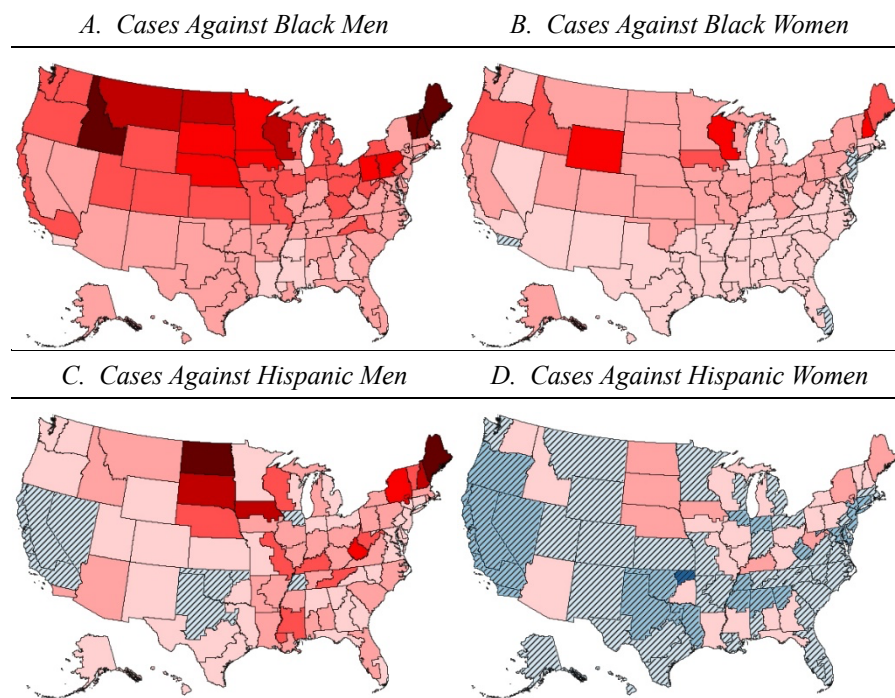 A. Cases Against Black Men
B. Cases Against Black Women
C. Cases Against Hispanic Men
D. Cases Against Hispanic Women